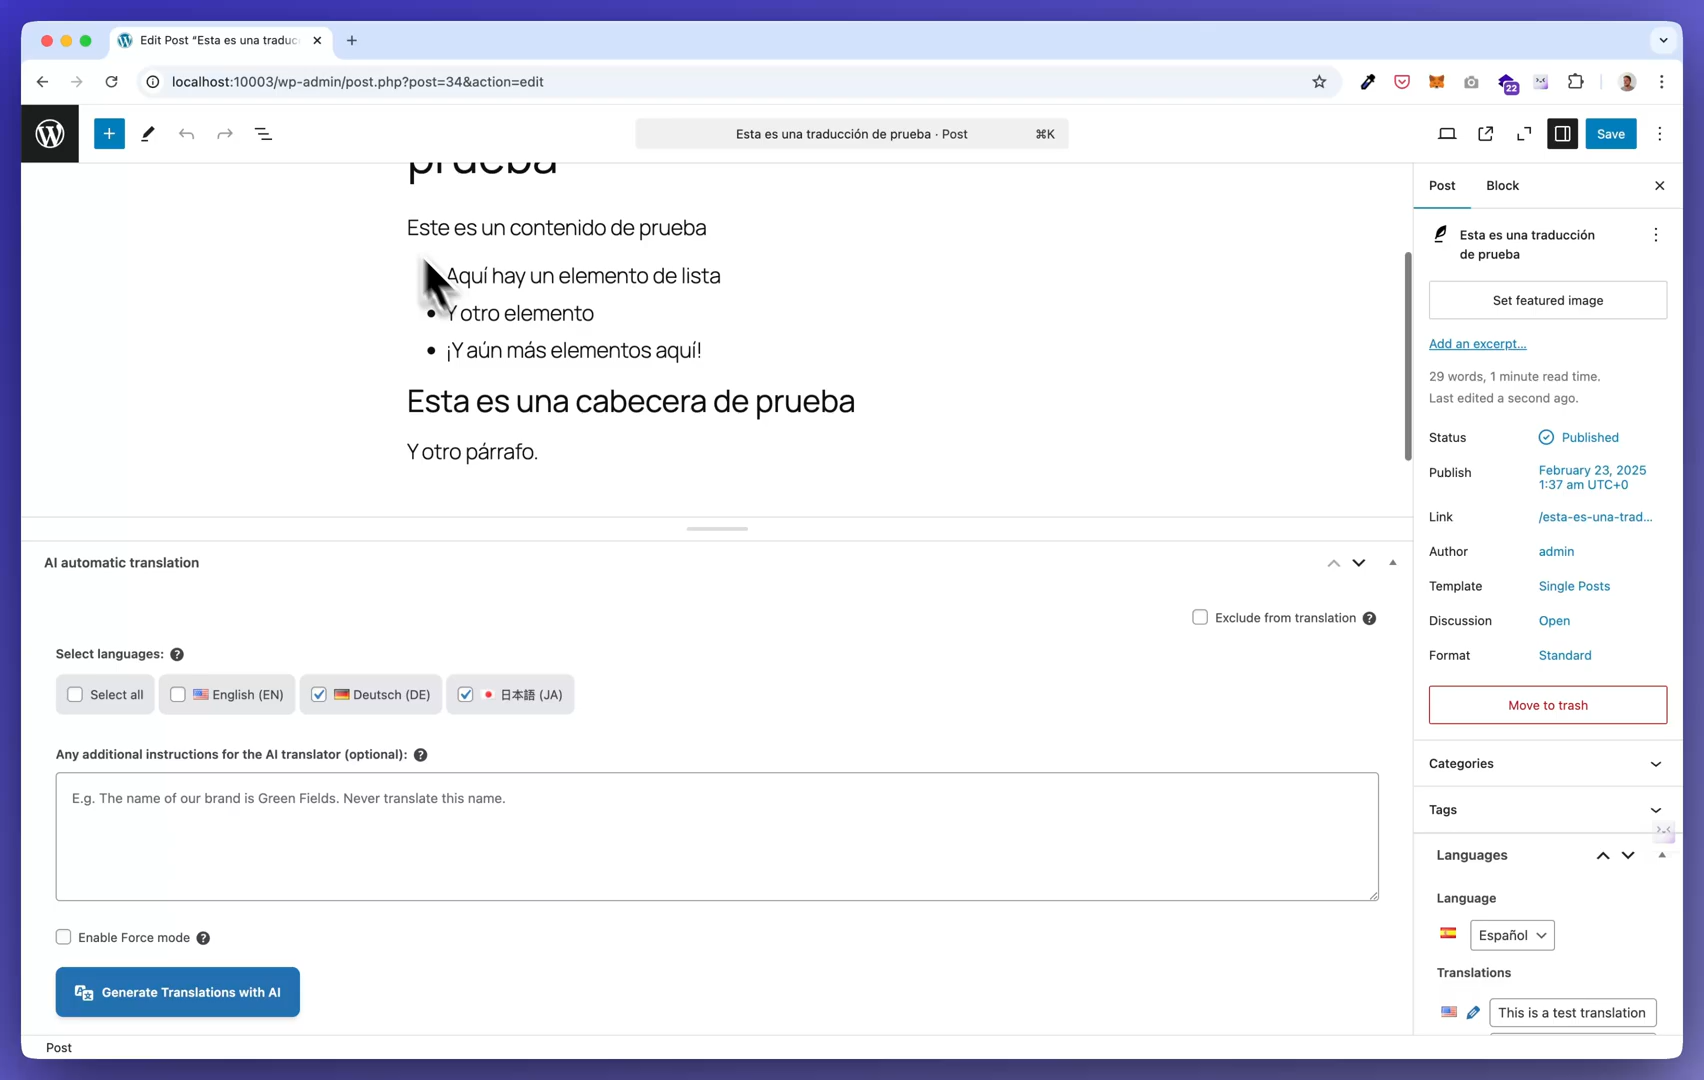 Edit Post “Esta es una traduc
localhost:10003/wp-admin/post.php?post=34&action=edit
22
Esta es una traducción de prueba · Post ⌘K
Save
prueba
Este es un contenido de prueba
Aquí hay un elemento de lista
• Y otro elemento
• ¡Y aún más elementos aquí!
Esta es una cabecera de prueba
Y otro párrafo.
AI automatic translation
Exclude from translation ?
Select languages: ?
Select all English (EN) Deutsch (DE) 日本語 (JA)
Any additional instructions for the AI translator (optional): ?
E.g. The name of our brand is Green Fields. Never translate this name.
Enable Force mode ?
Generate Translations with AI
Post
Post Block
Esta es una traducción
de prueba
Set featured image
Add an excerpt...
29 words, 1 minute read time.
Last edited a second ago.
Status Published
Publish February 23, 2025
1:37 am UTC+0
Link /esta-es-una-trad...
Author admin
Template Single Posts
Discussion Open
Format Standard
Move to trash
Categories
Tags
Languages
Language
Español
Translations
This is a test translation